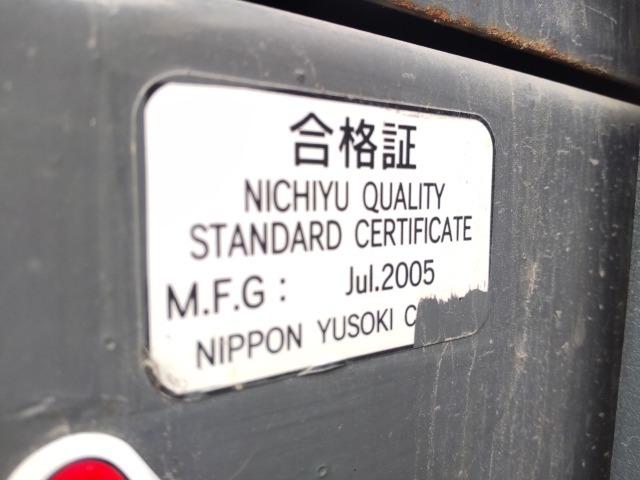 合格証
NICHIYU QUALITY
STANDARD CERTIFICATE
M.F.G : Jul.2005
NIPPON YUSOKI C